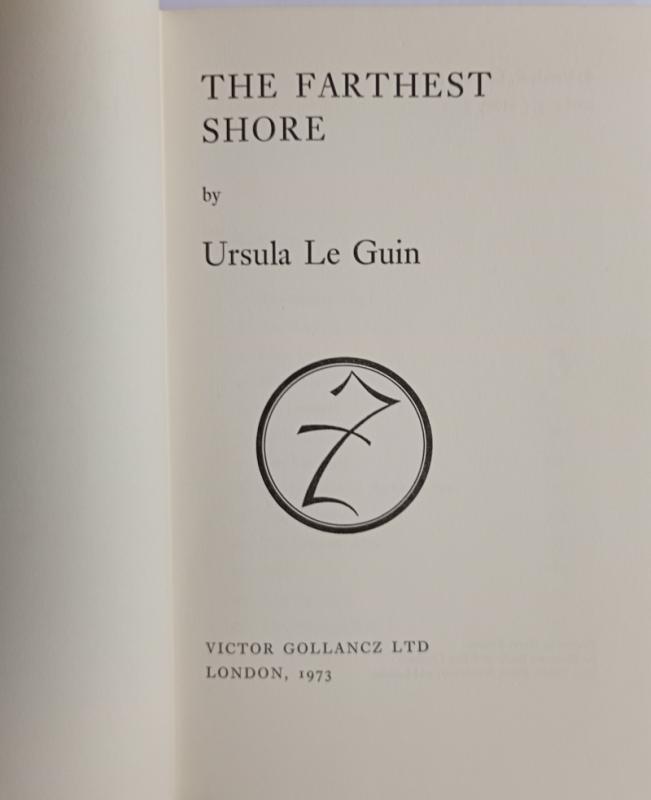 THE FARTHEST
SHORE
by
Ursula Le Guin
VICTOR GOLLANCZ LTD
LONDON, 1973